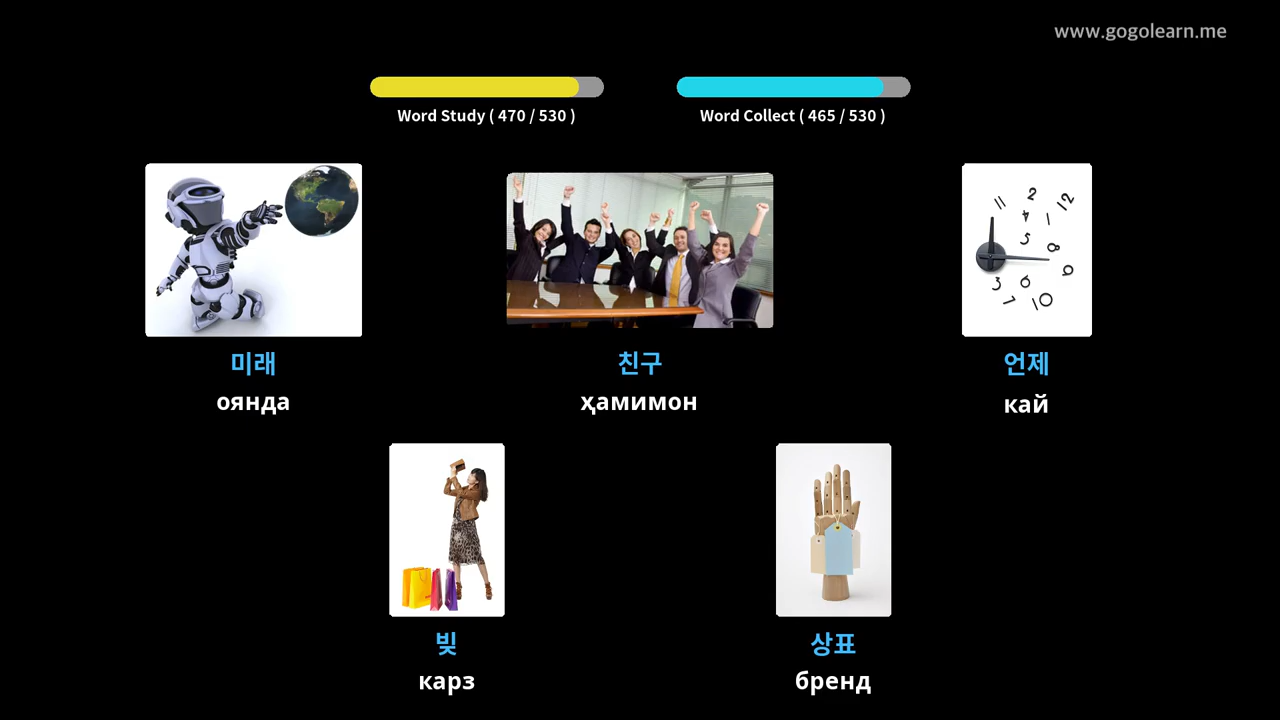 www.gogolearn.me
Word Study ( 470 / 530 )
Word Collect ( 465 / 530 )
미래
оянда
친구
ҳамимон
언제
кай
빚
карз
상표
бренд